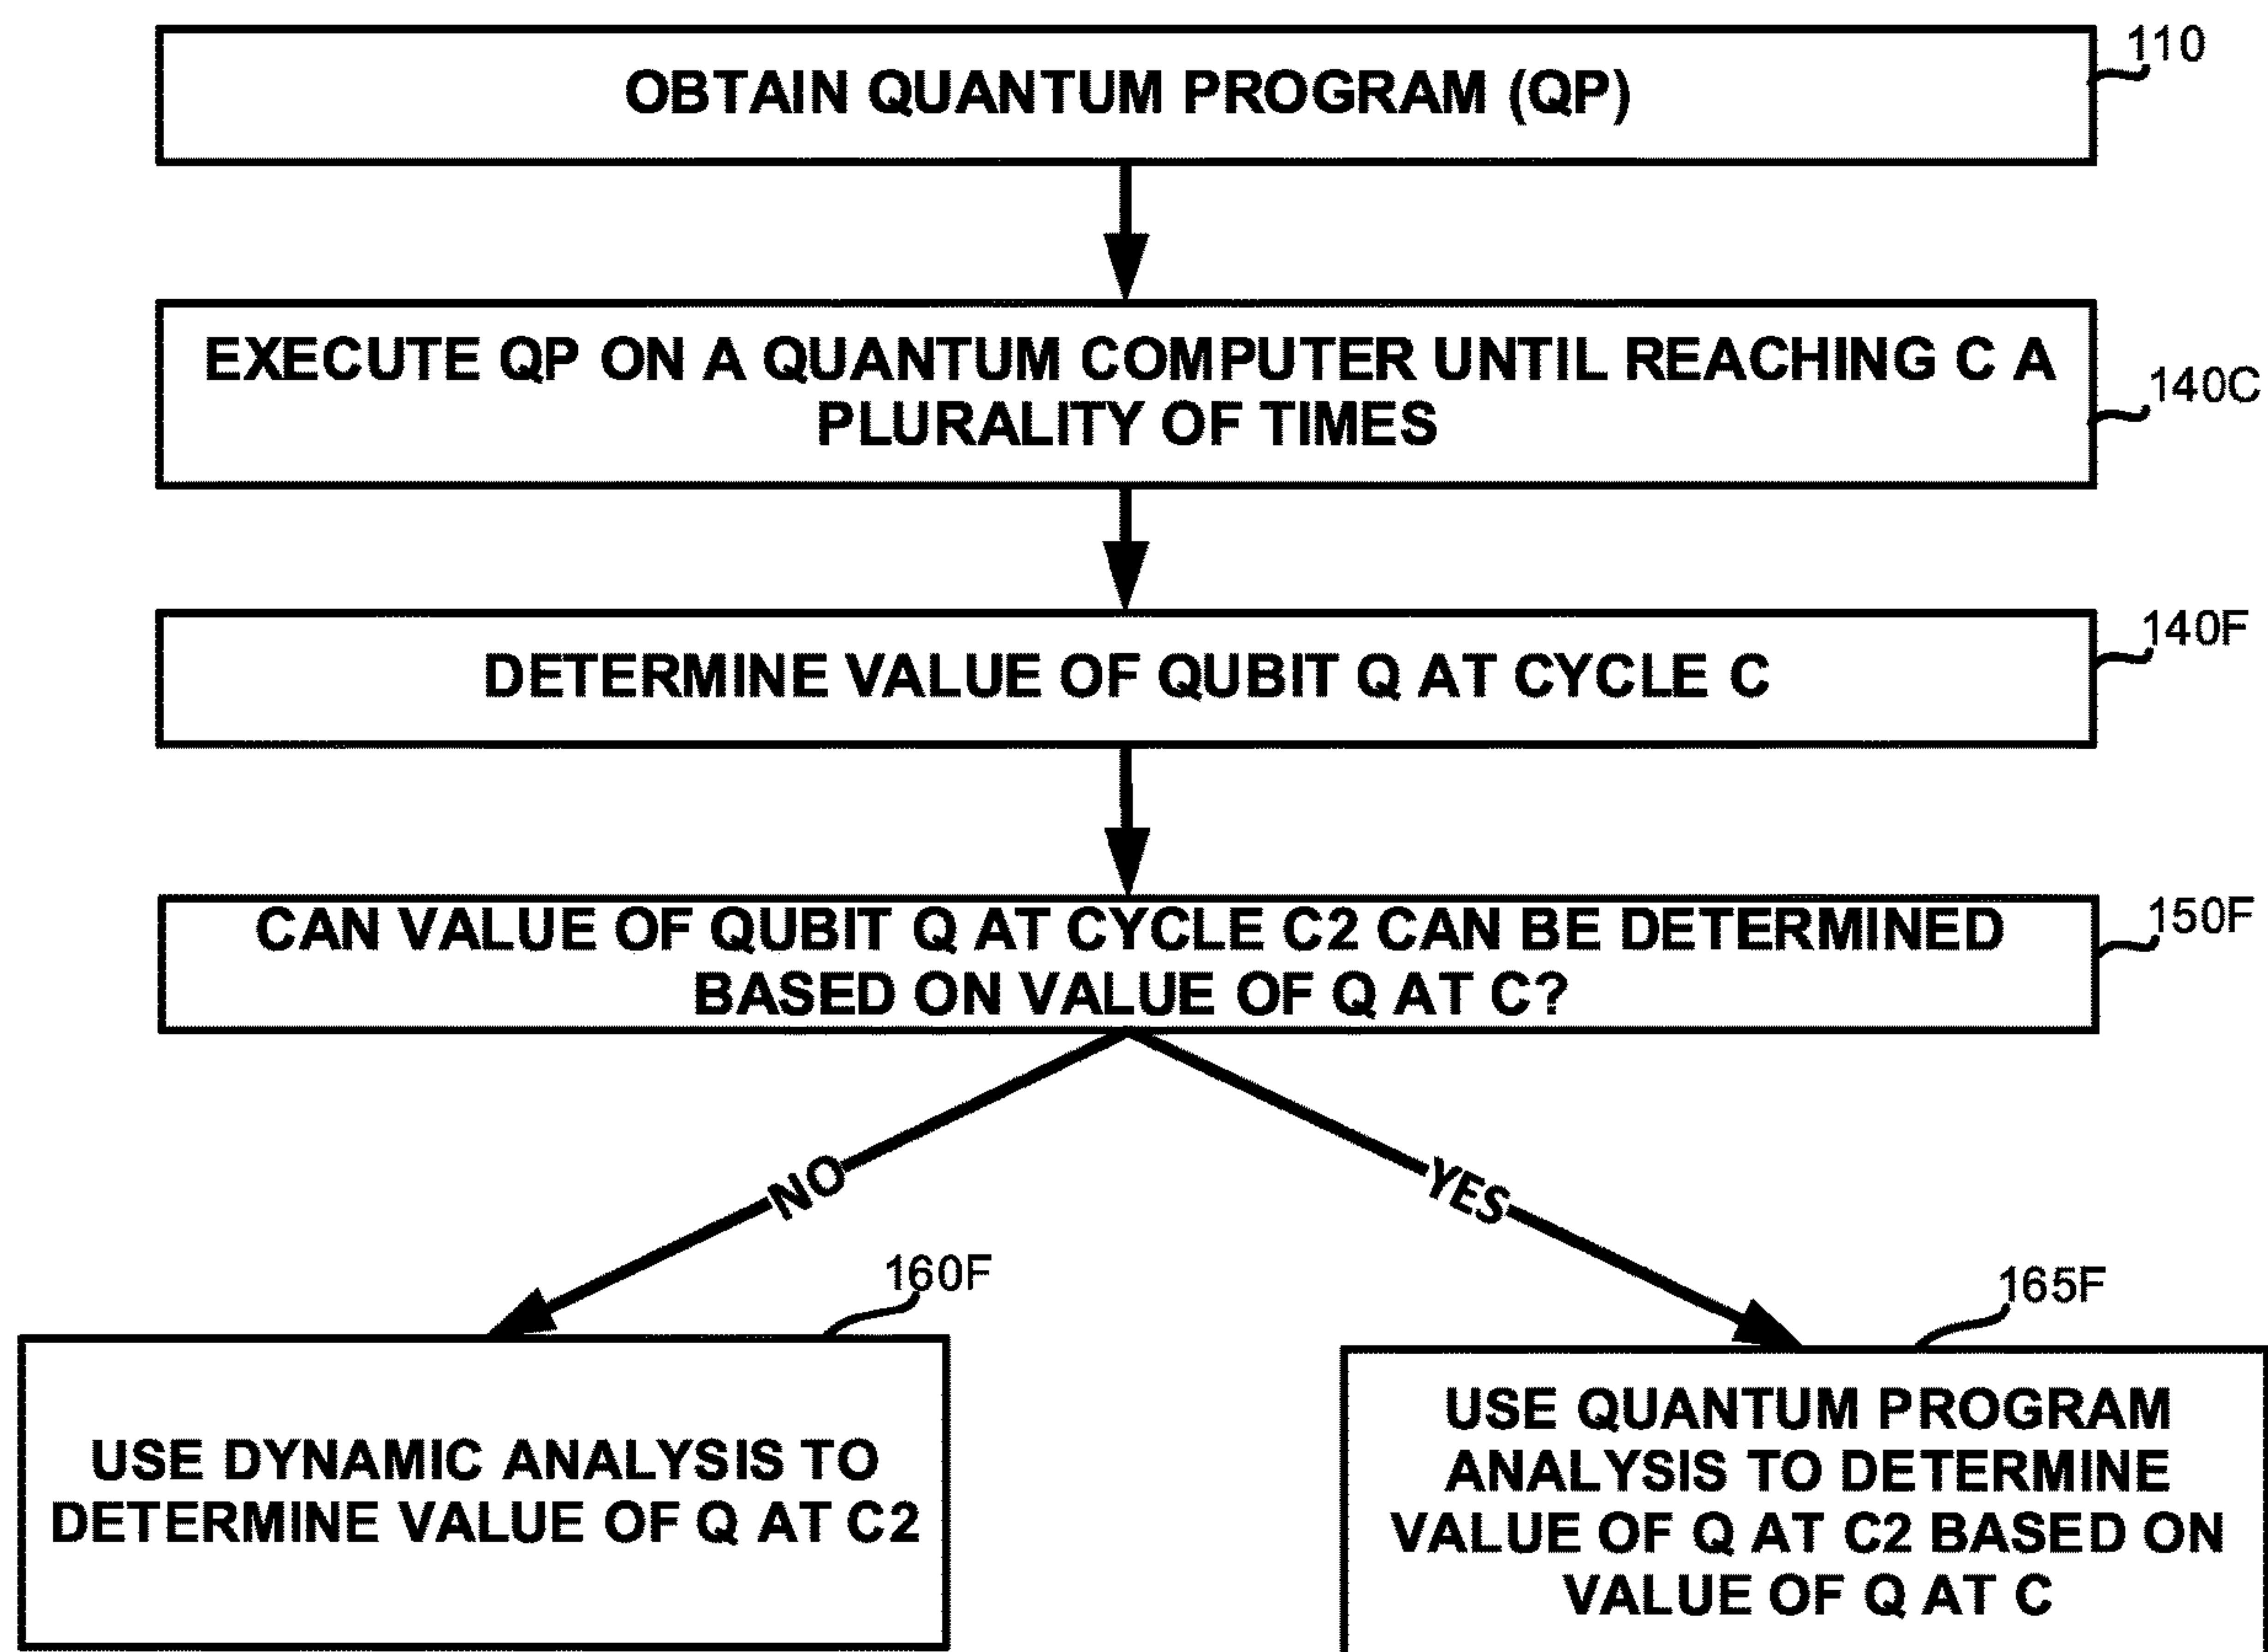 110
OBTAIN QUANTUM PROGRAM (QP)
EXECUTE QP ON A QUANTUM COMPUTER UNTIL REACHING C A
PLURALITY OF TIMES
140C
140F
DETERMINE VALUE OF QUBIT Q AT CYCLE C
CAN VALUE OF QUBIT Q AT CYCLE C2 CAN BE DETERMINED
BASED ON VALUE OF Q AT C?
150F
NO
YES
160F
165F
USE DYNAMIC ANALYSIS TO
DETERMINE VALUE OF Q AT C2
USE QUANTUM PROGRAM
ANALYSIS TO DETERMINE
VALUE OF Q AT C2 BASED ON
VALUE OF Q AT C